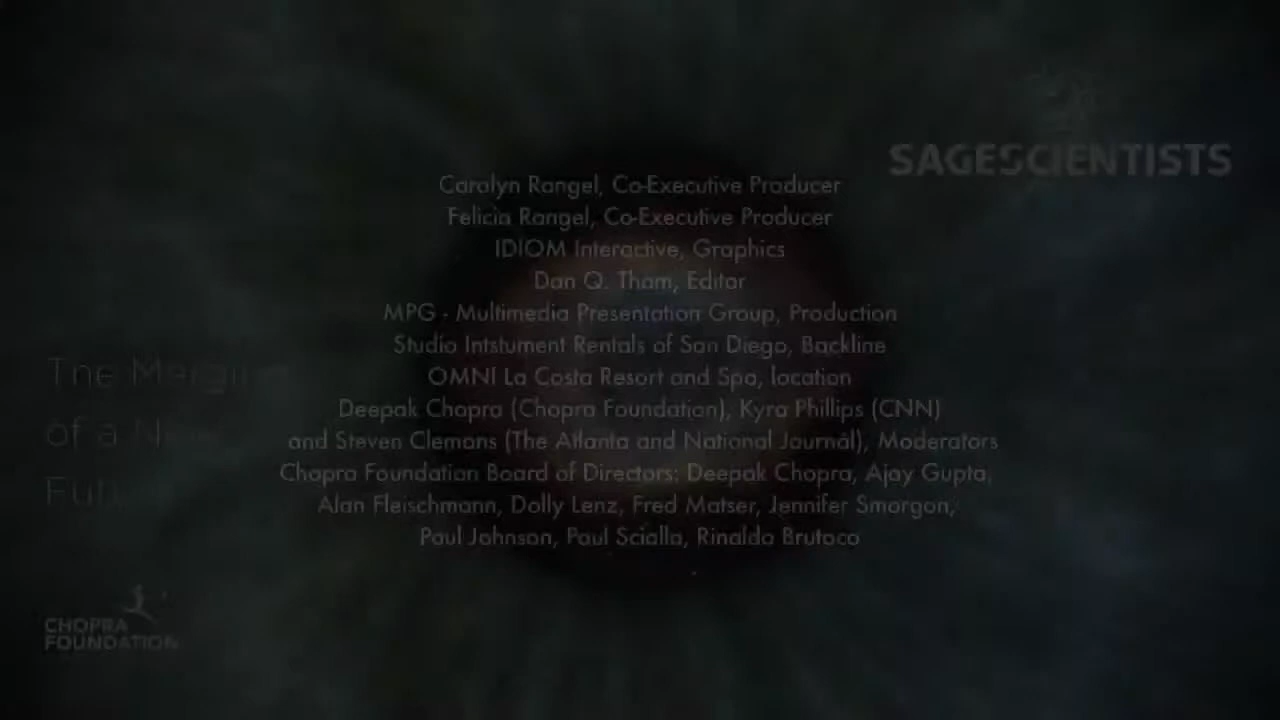 SAGESCIENTISTS
Carolyn Rangel, Co-Executive Producer
Felicia Rangel, Co-Executive Producer
IDIOM Interactive, Graphics
Dan Q. Tham, Editor
MPG - Multimedia Presentation Group, Production
Studio Intstument Rentals of San Diego, Backline
OMNI La Costa Resort and Spa, location
Deepak Chopra (Chopra Foundation), Kyra Phillips (CNN)
and Steven Clemons (The Atlanta and National Journal), Moderators
Chopra Foundation Board of Directors: Deepak Chopra, Ajay Gupta,
Alan Fleischmann, Dolly Lenz, Fred Matser, Jennifer Smorgon,
Paul Johnson, Paul Scialla, Rinaldo Brutoco
The
of a
CHOPRA
FOUNDATION